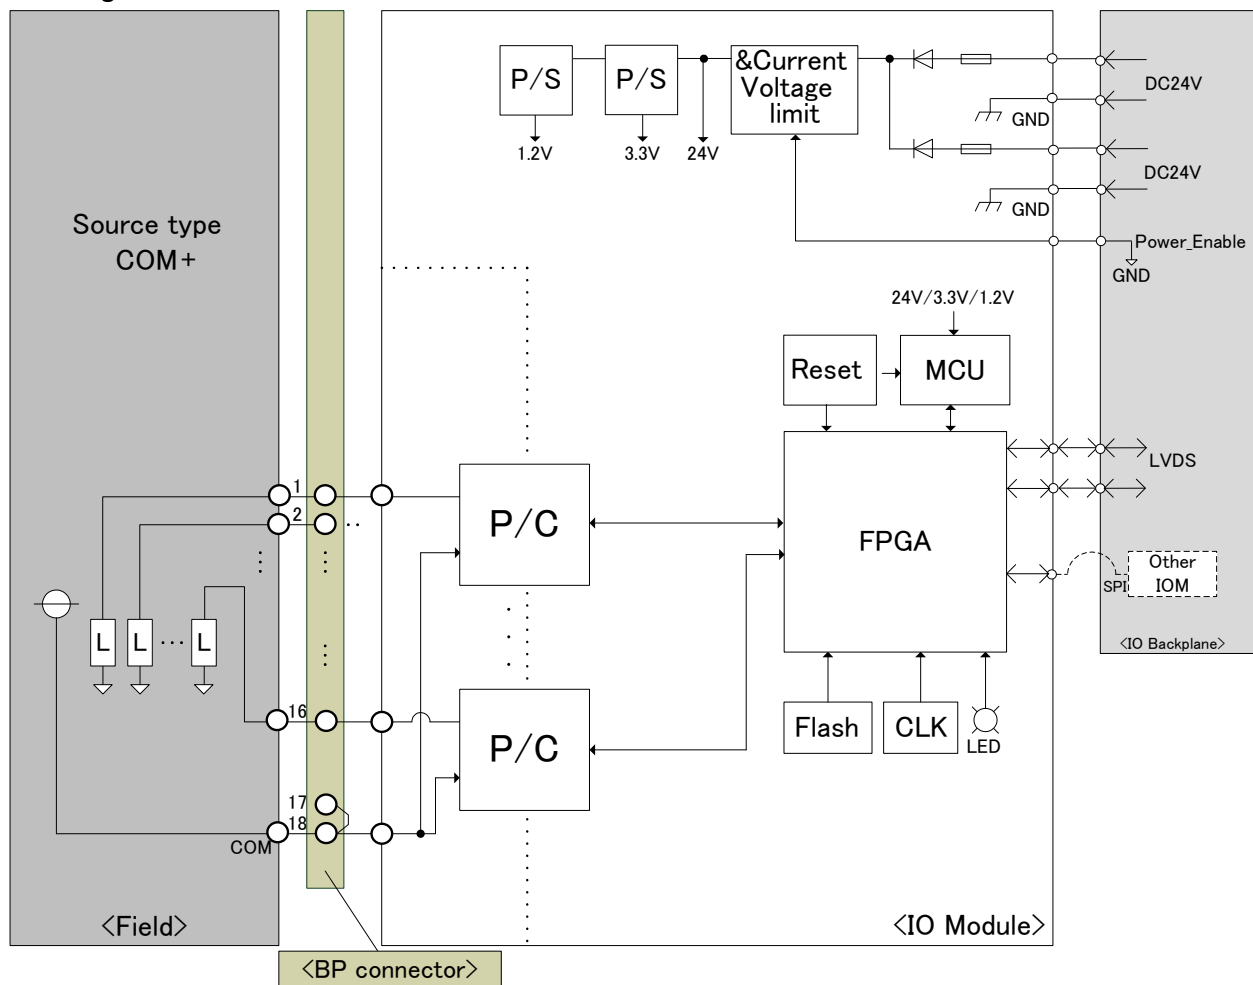 &Current
Voltage
limit
P/S
P/S
1.2V
3.3V
24V
GND
DC24V
GND
DC24V
Power_Enable
GND
Source type
COM+
24V/3.3V/1.2V
Reset
MCU
LVDS
1
2
P/C
FPGA
SPI
Other
IOM
L
L
L
<IO Backplane>
16
P/C
Flash
CLK
LED
17
18
COM
<Field>
<IO Module>
<BP connector>